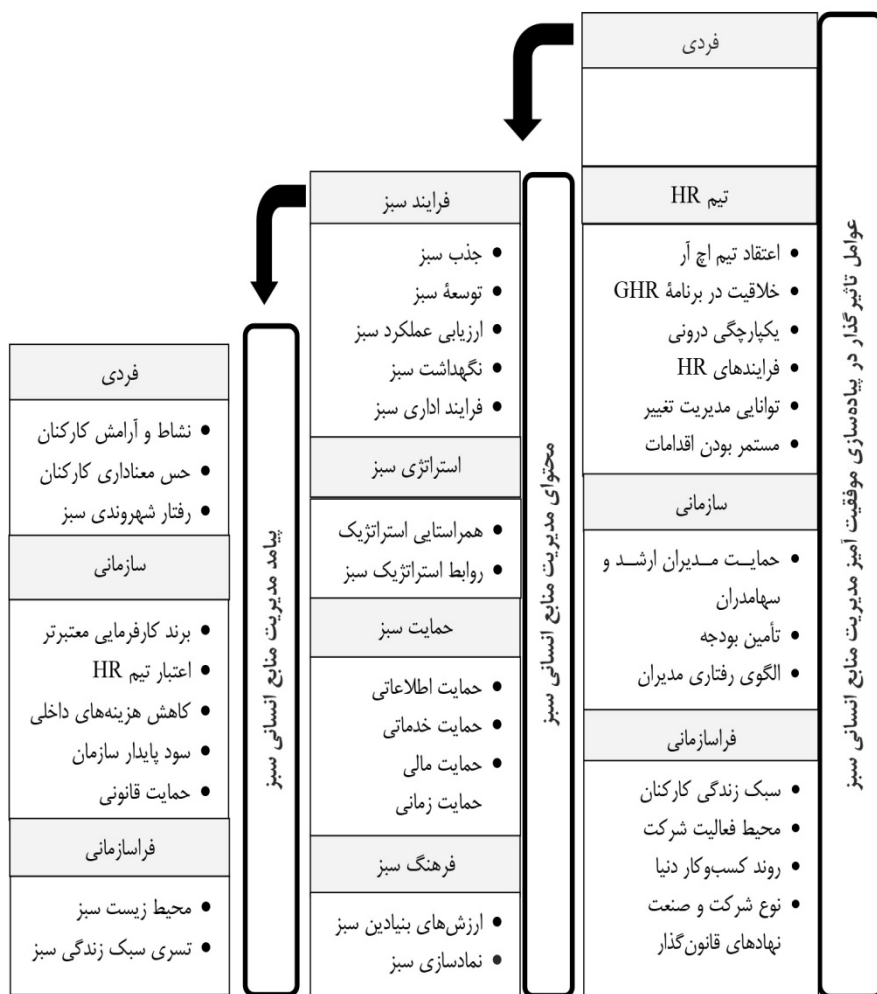 عوامل تاثیرگذار در پیاده‌سازی موفقیت آمیز مدیریت منابع انسانی سبز
فردی
تیم HR
اعتقاد تیم اچ آر
خلاقیت در برنامهٔ GHR
یکپارچگی درونی
فرایندهای HR
توانایی مدیریت تغییر
مستمر بودن اقدامات
سازمانی
حمایت مدیران ارشد و
سهامدران
تأمین بودجه
الگوی رفتاری مدیران
فراسازمانی
سبک زندگی کارکنان
محیط فعالیت شرکت
روند کسب‌وکار دنیا
نوع شرکت و صنعت
نهادهای قانون‌گذار
محتوای مدیریت منابع انسانی سبز
فرایند سبز
جذب سبز
توسعهٔ سبز
ارزیابی عملکرد سبز
نگهداشت سبز
فرایند اداری سبز
استراتژی سبز
همراستایی استراتژیک
روابط استراتژیک سبز
حمایت سبز
حمایت اطلاعاتی
حمایت خدماتی
حمایت مالی
حمایت زمانی
فرهنگ سبز
ارزش‌های بنیادین سبز
نمادسازی سبز
پیامد مدیریت منابع انسانی سبز
فردی
نشاط و آرامش کارکنان
حس معناداری کارکنان
رفتار شهروندی سبز
سازمانی
برند کارفرمایی معتبرتر
اعتبار تیم HR
کاهش هزینه‌های داخلی
سود پایدار سازمان
حمایت قانونی
فراسازمانی
محیط زیست سبز
تسری سبک زندگی سبز